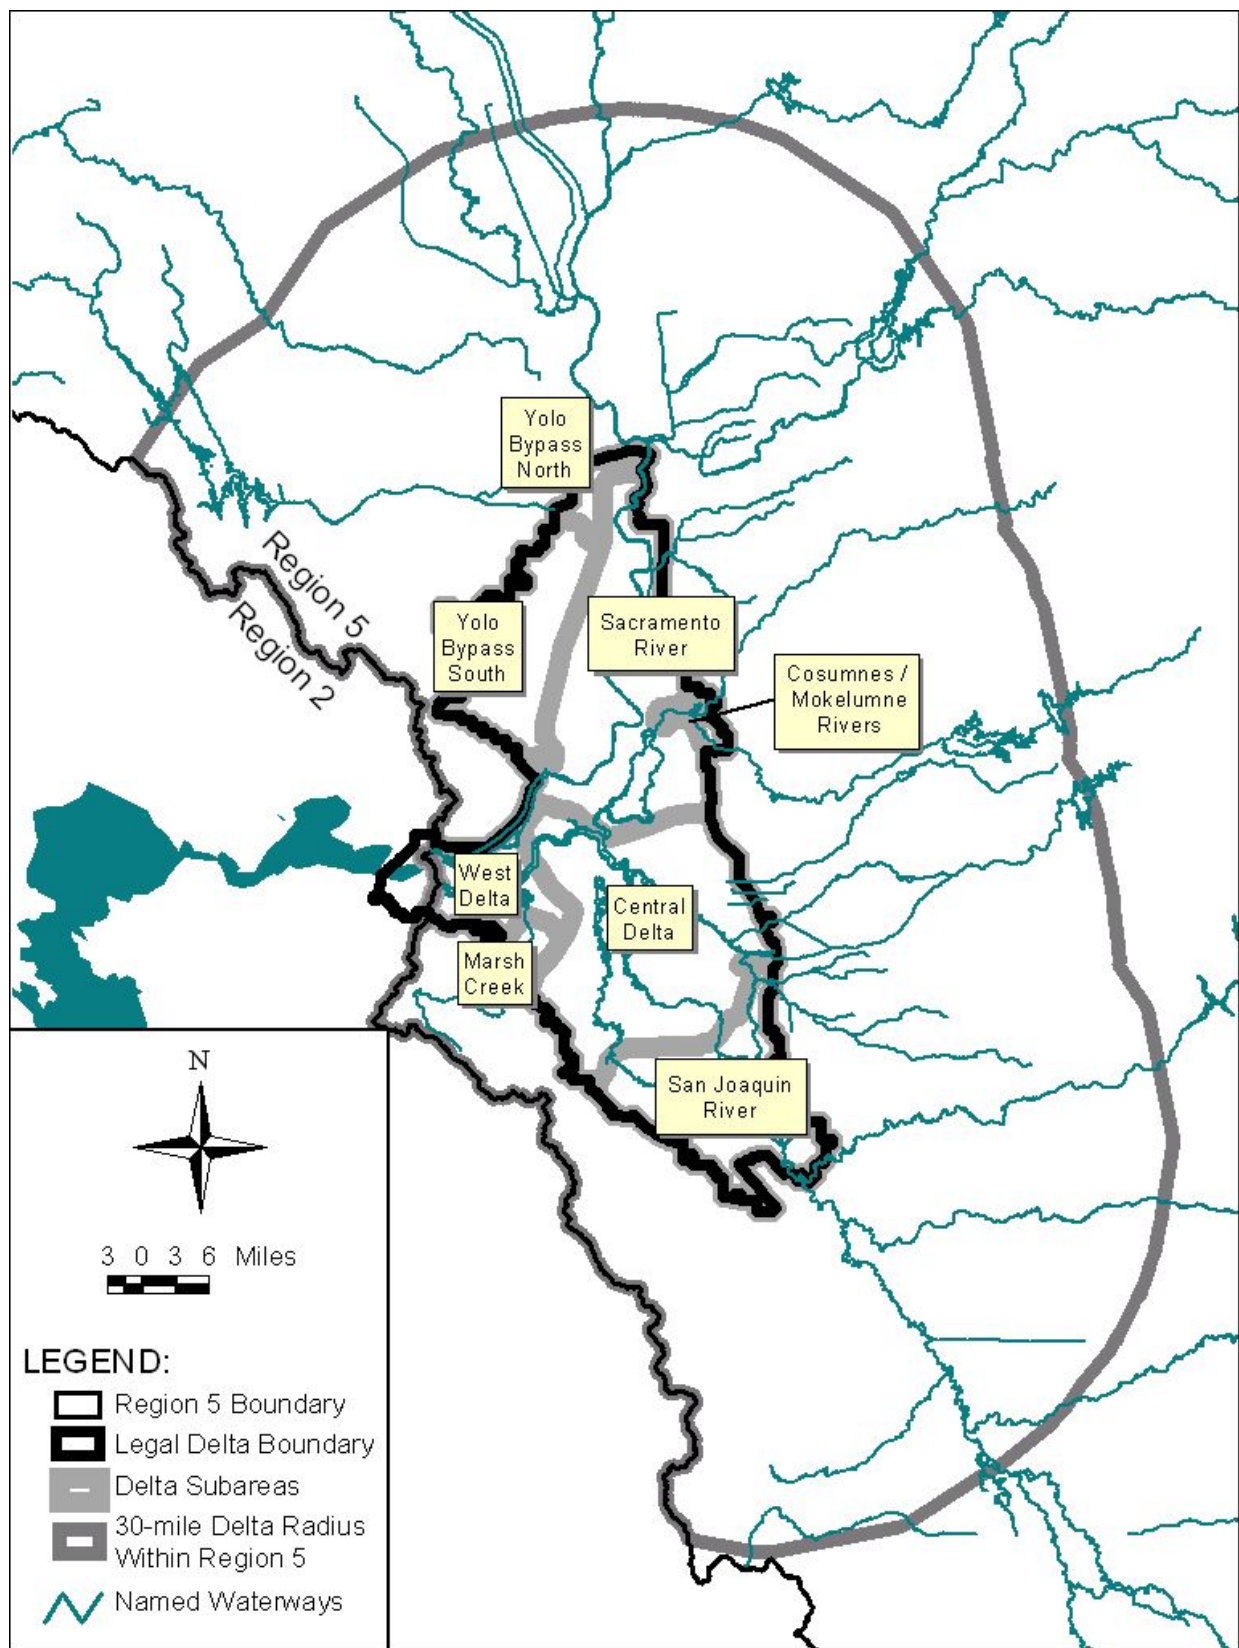 Yolo
Bypass
North
Region 5
Region 2
Yolo
Bypass
South
Sacramento
River
Cosumnes /
Mokelumne
Rivers
West
Delta
Central
Delta
Marsh
Creek
San Joaquin
River
N
3 0 3 6 Miles
LEGEND:
Region 5 Boundary
Legal Delta Boundary
Delta Subareas
30-mile Delta Radius
Within Region 5
Named Waterways